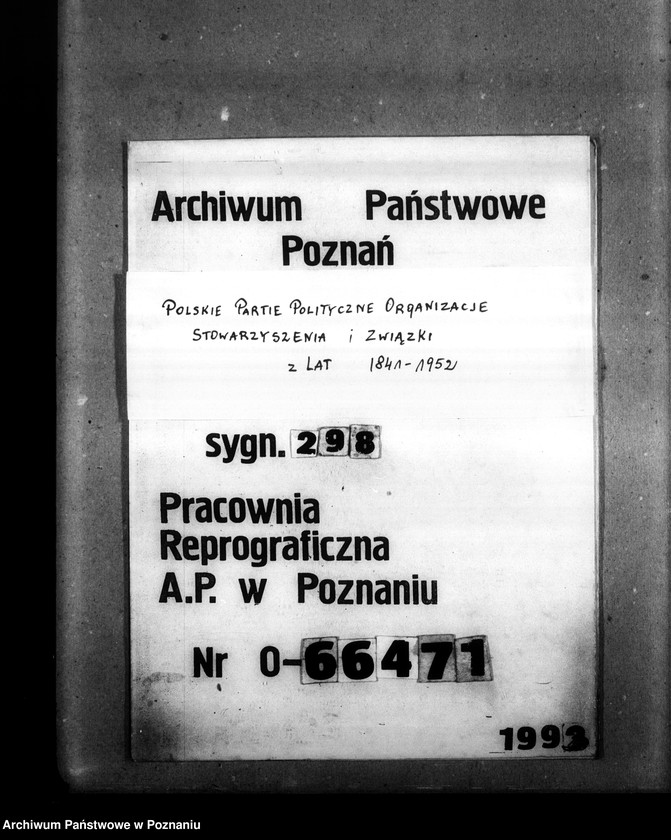 Archiwum Państwowe
Poznań
POLSKIE PARTIE POLITYCZNE ORGANIZACJE
STOWARZYSZENIA i ZWIĄZKI
z LAT 1841-1952
sygn. 298
Pracownia
Reprograficzna
A.P. w Poznaniu
Nr 0-66471
1993
Archiwum Państwowe w Poznaniu